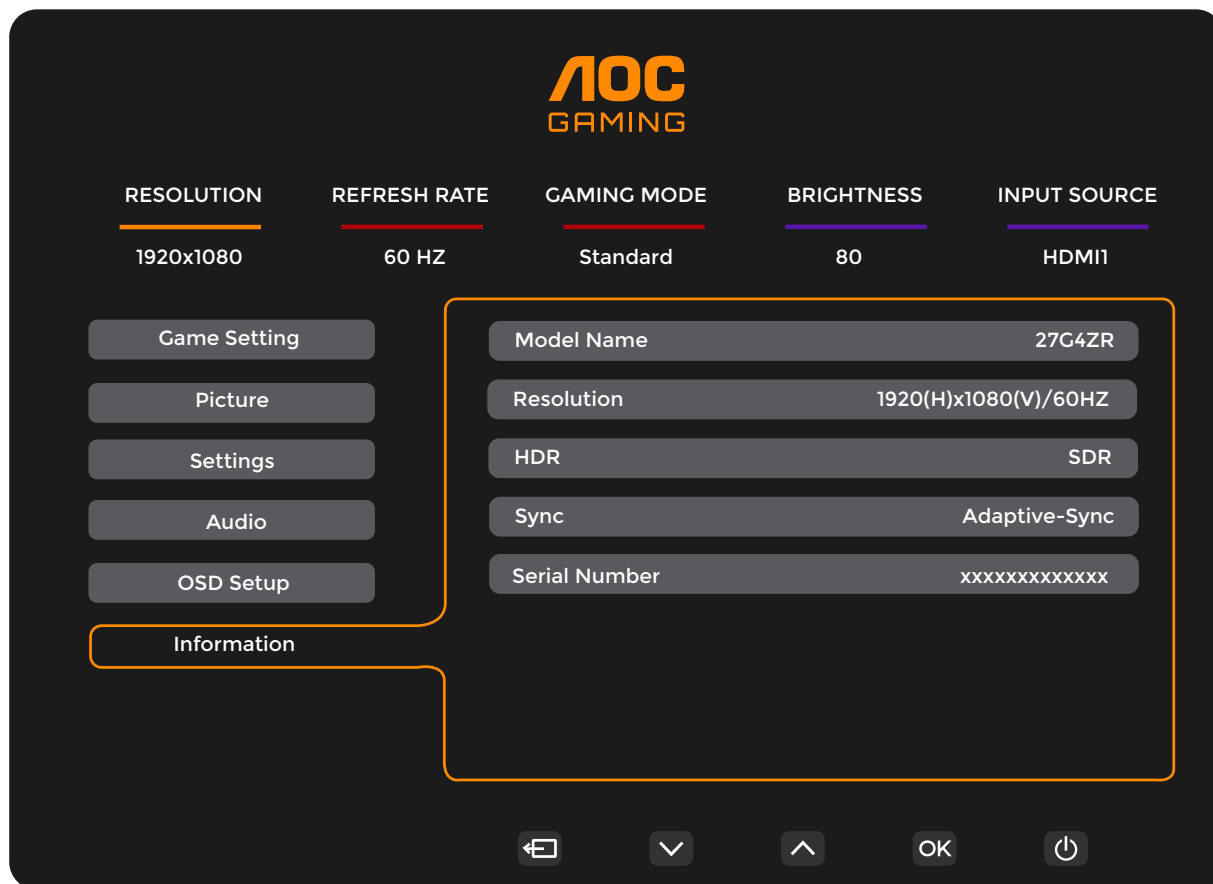 AOC
GAMING
RESOLUTION REFRESH RATE GAMING MODE BRIGHTNESS INPUT SOURCE
1920x1080 60 HZ Standard 80 HDMI1
Game Setting
Picture
Settings
Audio
OSD Setup
Information
Model Name 27G4ZR
Resolution 1920(H)x1080(V)/60HZ
HDR SDR
Sync Adaptive-Sync
Serial Number xxxxxxxxxxxxx
OK